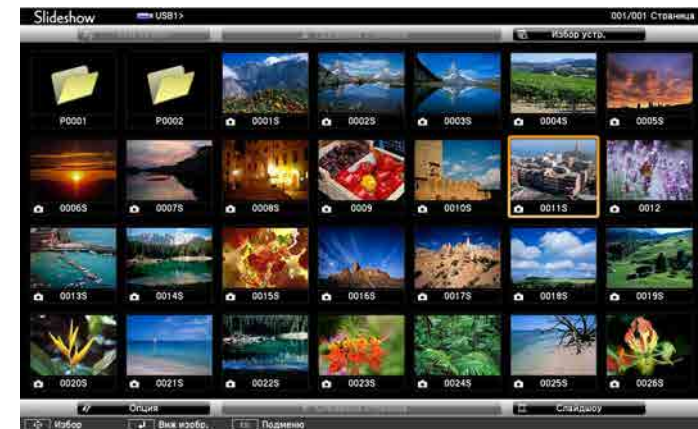 Slideshow USB1> 001/001 Страница
Избор устр.
P0001 P0002 0001S 0002S 0003S 0004S 0005S
0006S 0007S 0008S 0009 0010S 0011S 0012
0013S 0014S 0015S 0016S 0017S 0018S 0019S
0020S 0021S 0022S 0023S 0024S 0025S 0026S
Опция Слайдшоу
Избор Виж изобр. Esc Подменю